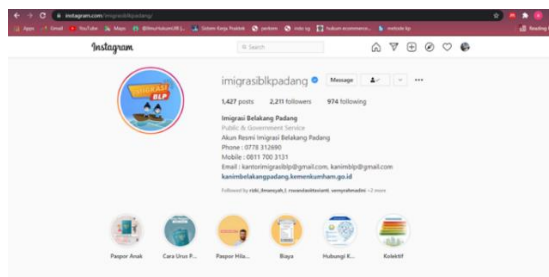 instagram.com/imigrasiblkpadang/
Apps Gmail YouTube Maps
Instagram
Search
IMIGRASI
BLP
imigrasiblkpadang
Message
1,427 posts 2,211 followers 974 following
Imigrasi Belakang Padang
Public & Government Service
Akun Resmi Imigrasi Belakang Padang
Phone : 0778 312690
Mobile : 0811 700 3131
Email : kantorimigrasiblp@gmail.com, kanimblp@gmail.com
kanimbelakangpadang.kemenkumham.go.id
Followed by
Paspor Anak Cara Urus P... Paspor Hila... Biaya Hubungi K... Kolektif